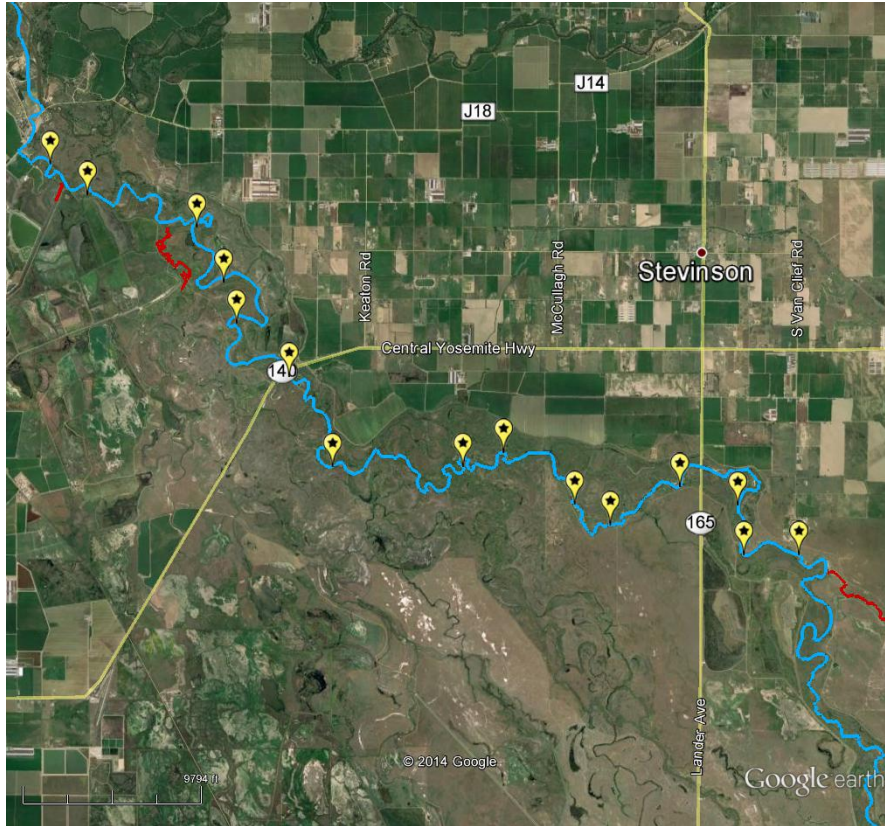 J14
J18
Keaton Rd
McCullagh Rd
S Van Clief Rd
Stevinson
Central Yosemite Hwy
140
165
Lander Ave
© 2014 Google
9794 ft
Google earth